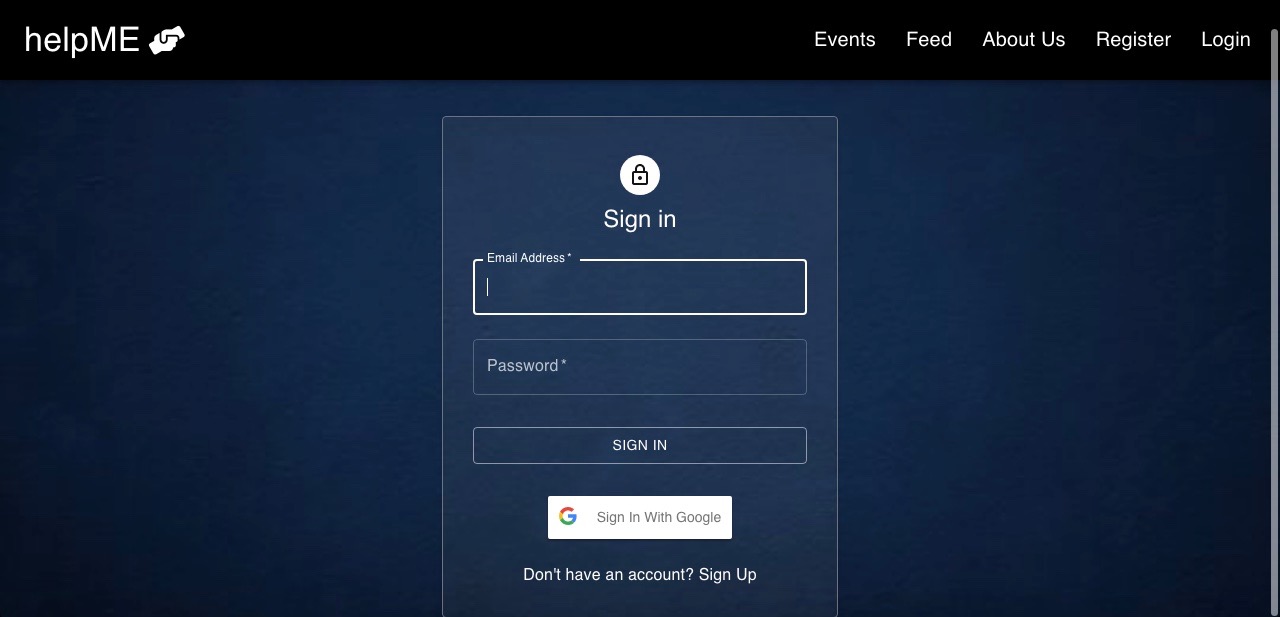 helpME
Events Feed About Us Register Login
Sign in
Email Address *
Password *
SIGN IN
Sign In With Google
Don't have an account? Sign Up